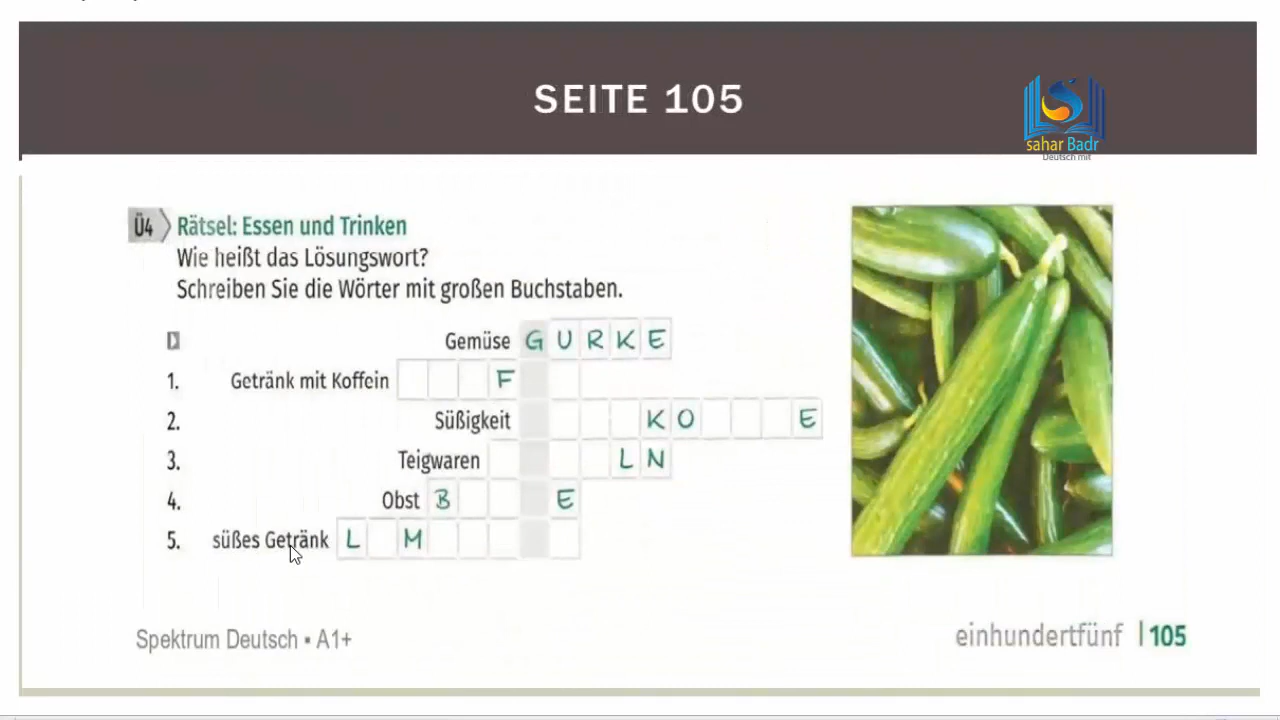 SEITE 105
sahar Badr
Deutsch mit
Ü4 Rätsel: Essen und Trinken
Wie heißt das Lösungswort?
Schreiben Sie die Wörter mit großen Buchstaben.
Gemüse G U R K E
1. Getränk mit Koffein F
2. Süßigkeit K O E
3. Teigwaren L N
4. Obst B E
5. süßes Getränk L M
Spektrum Deutsch ▪ A1+
einhundertfünf | 105